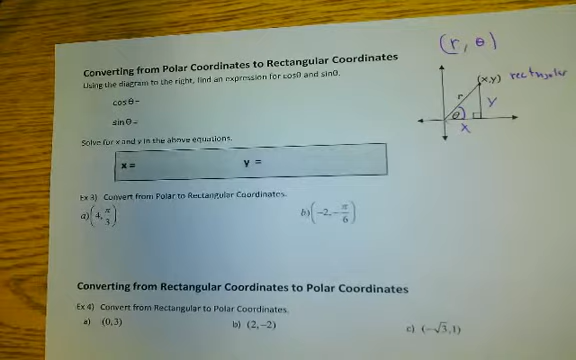 (r, θ)
Converting from Polar Coordinates to Rectangular Coordinates
Using the diagram to the right, find an expression for cosθ and sinθ.
(x,y) rectangular
r
y
θ
x
cosθ=
sinθ=
Solve for x and y in the above equations.
x = y =
Ex 3) Convert from Polar to Rectangular Coordinates.
a) (4, π/3) b) (-2, -π/6)
Converting from Rectangular Coordinates to Polar Coordinates
Ex 4) Convert from Rectangular to Polar Coordinates.
a) (0,3) b) (2,-2) c) (-√3,1)